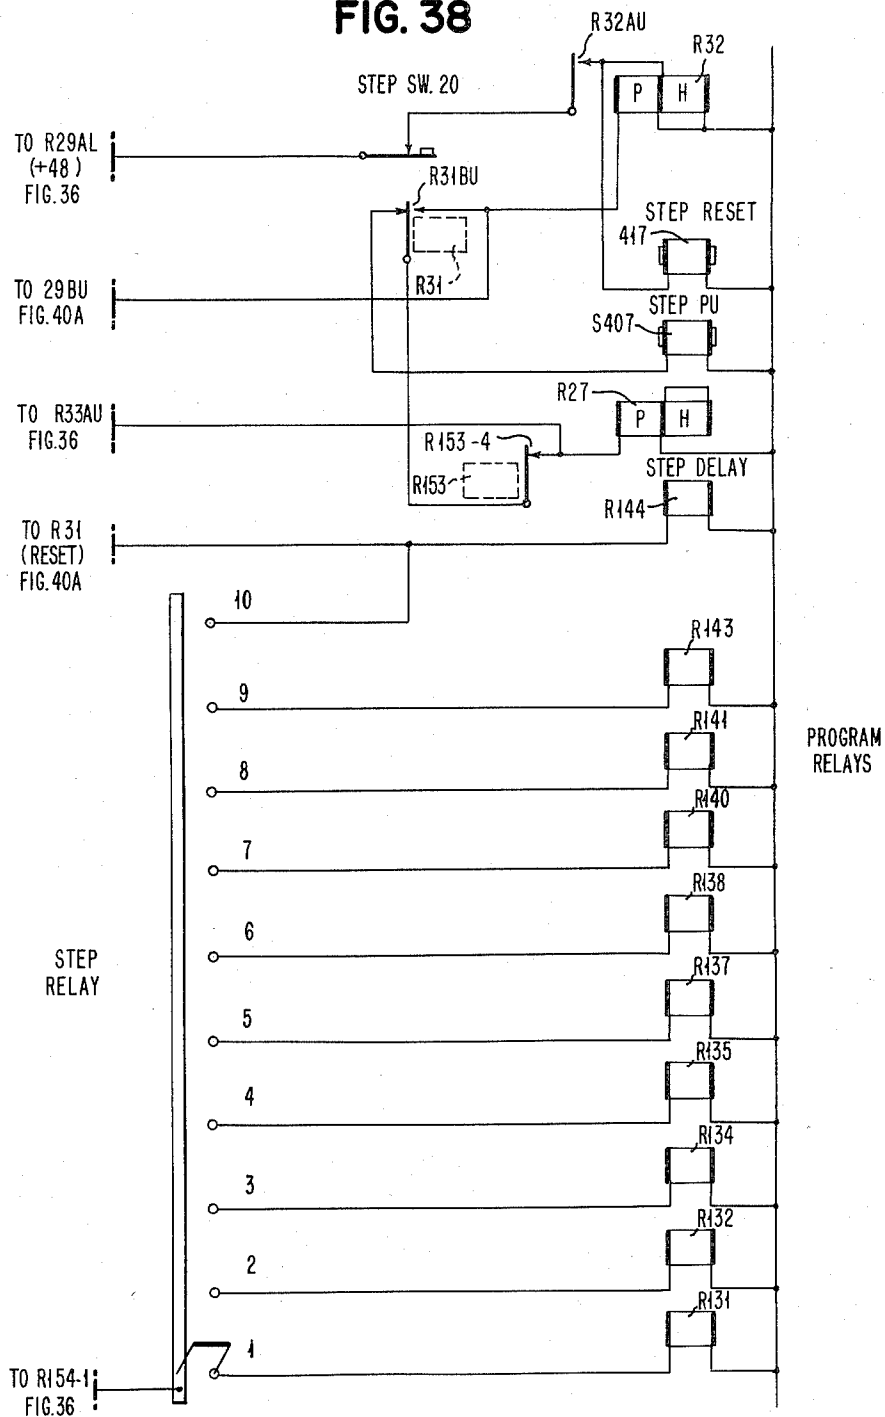 FIG. 38
R32AU
R32
STEP SW. 20
P
H
TO R29AL
(+48)
FIG. 36
R31BU
STEP RESET
417
R31
TO 29BU
FIG. 40A
STEP PU
S407
R27
P
H
TO R33AU
FIG. 36
R153-4
R153
STEP DELAY
R144
TO R31
(RESET)
FIG. 40A
10
R143
9
R141
PROGRAM
RELAYS
8
R140
7
R138
6
STEP
RELAY
R137
5
R135
4
R134
3
R132
2
R131
1
TO R154-1
FIG. 36